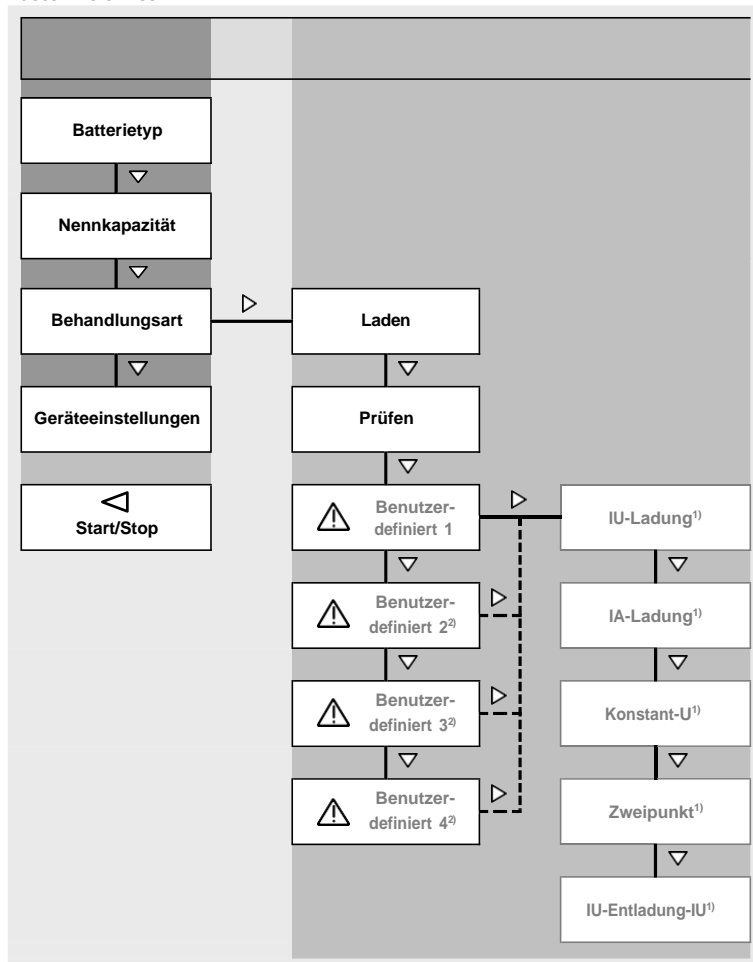 Batterietyp
Nennkapazität
Behandlungsart
Geräteeinstellungen
Start/Stop
Laden
Prüfen
Benutzer-
definiert 1
Benutzer-
definiert 2²⁾
Benutzer-
definiert 3²⁾
Benutzer-
definiert 4²⁾
IU-Ladung¹⁾
IA-Ladung¹⁾
Konstant-U¹⁾
Zweipunkt¹⁾
IU-Entladung-IU¹⁾